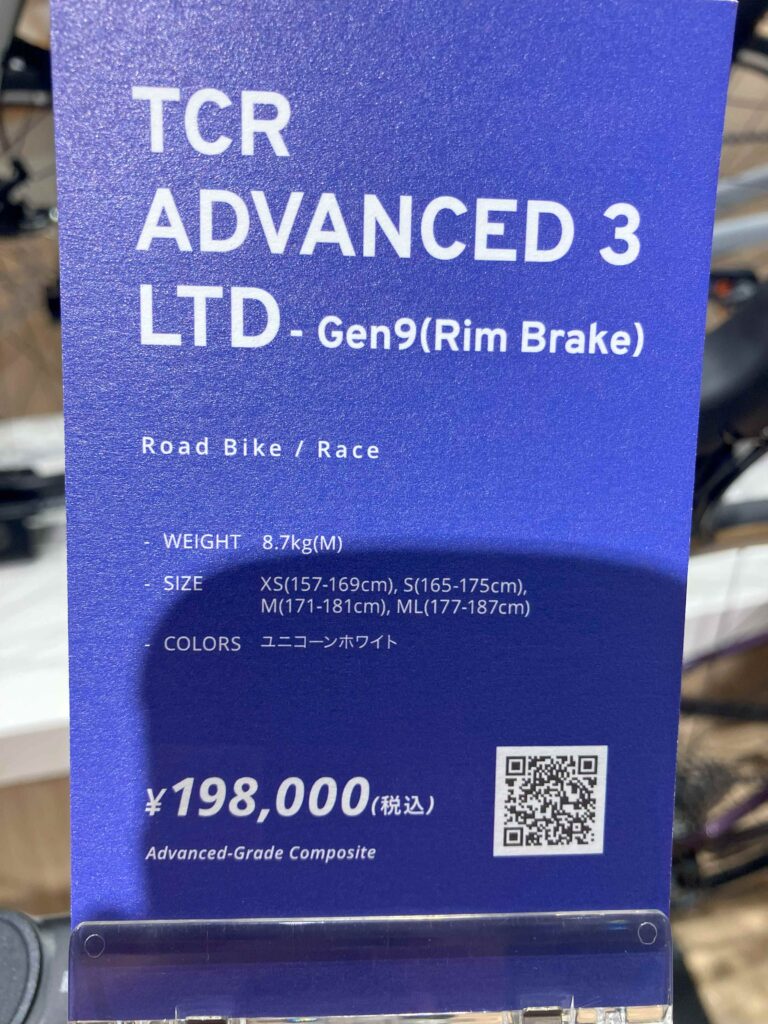 TCR
ADVANCED 3
LTD - Gen9(Rim Brake)
Road Bike / Race
- WEIGHT 8.7kg(M)
- SIZE XS(157-169cm), S(165-175cm),
M(171-181cm), ML(177-187cm)
- COLORS ユニコーンホワイト
¥198,000(税込)
Advanced-Grade Composite